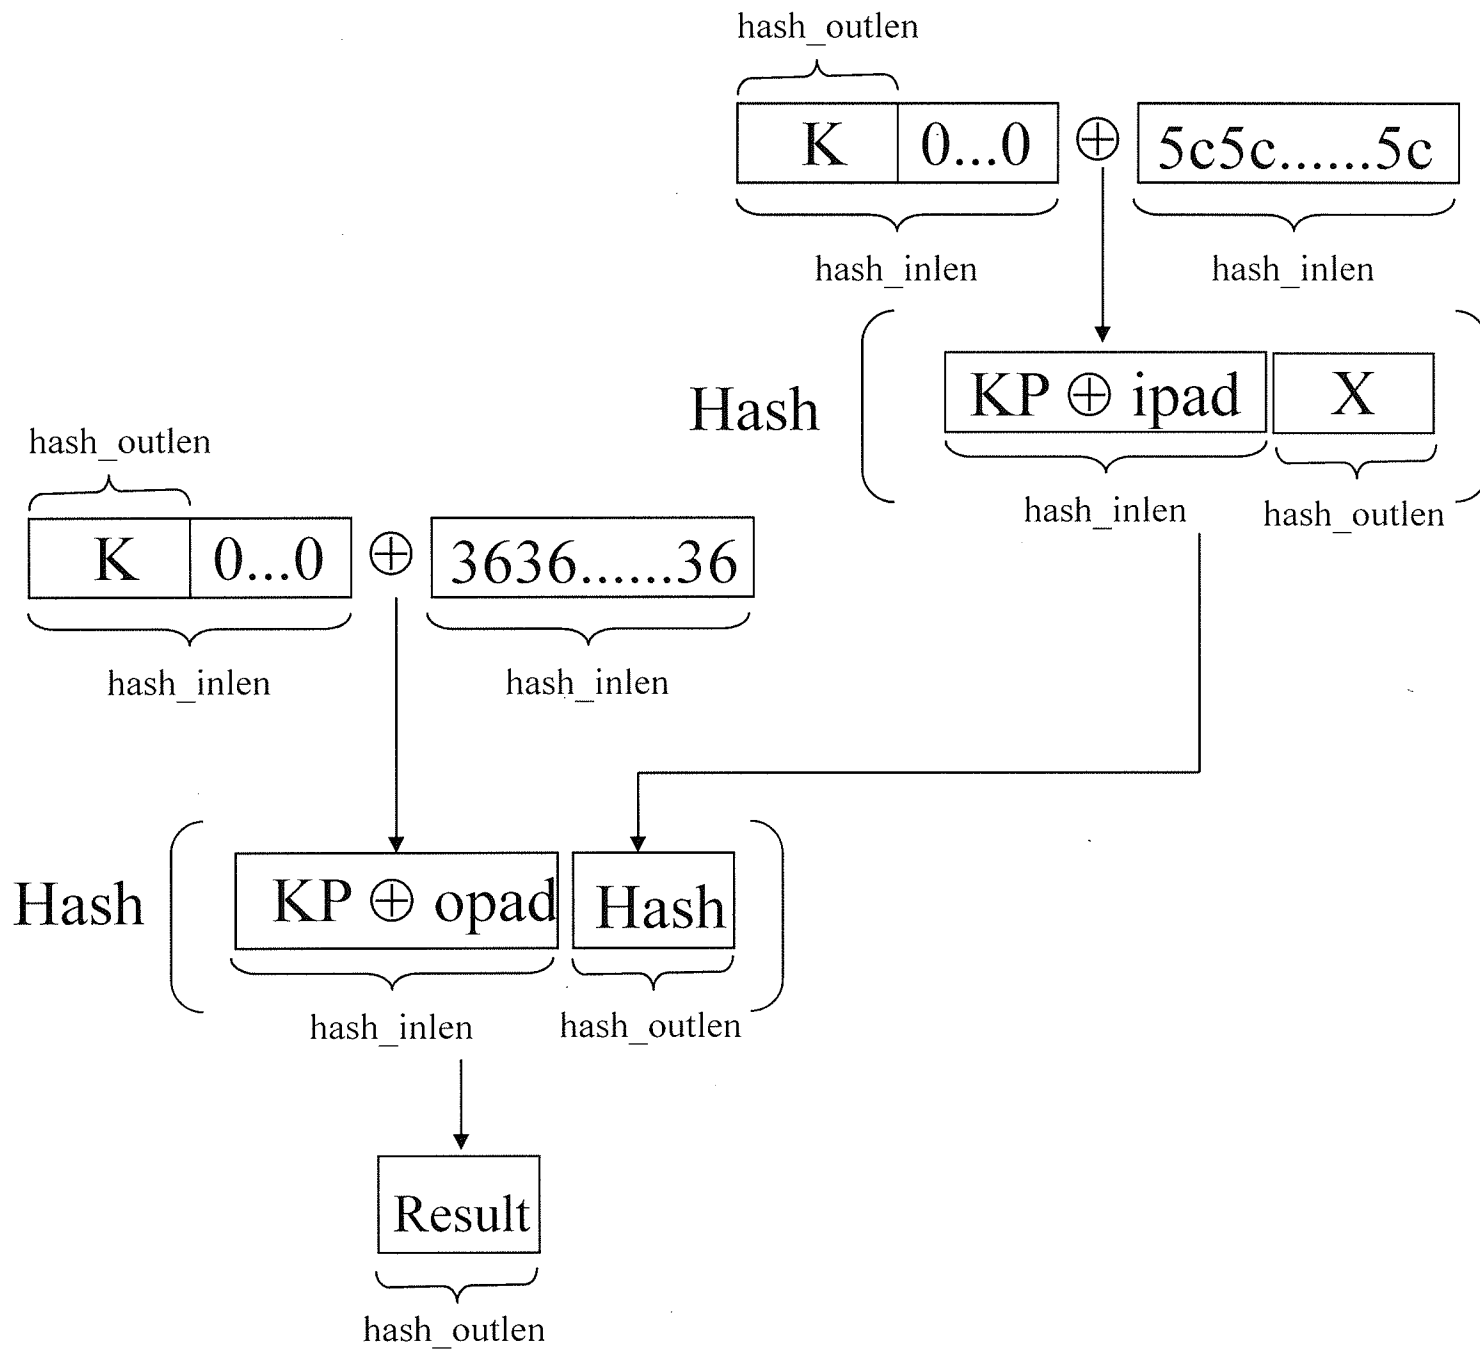 hash_outlen
K 0...0 ⊕ 5c5c......5c
hash_inlen hash_inlen
Hash KP ⊕ ipad X
hash_inlen hash_outlen
hash_outlen
K 0...0 ⊕ 3636......36
hash_inlen hash_inlen
Hash KP ⊕ opad Hash
hash_inlen hash_outlen
Result
hash_outlen